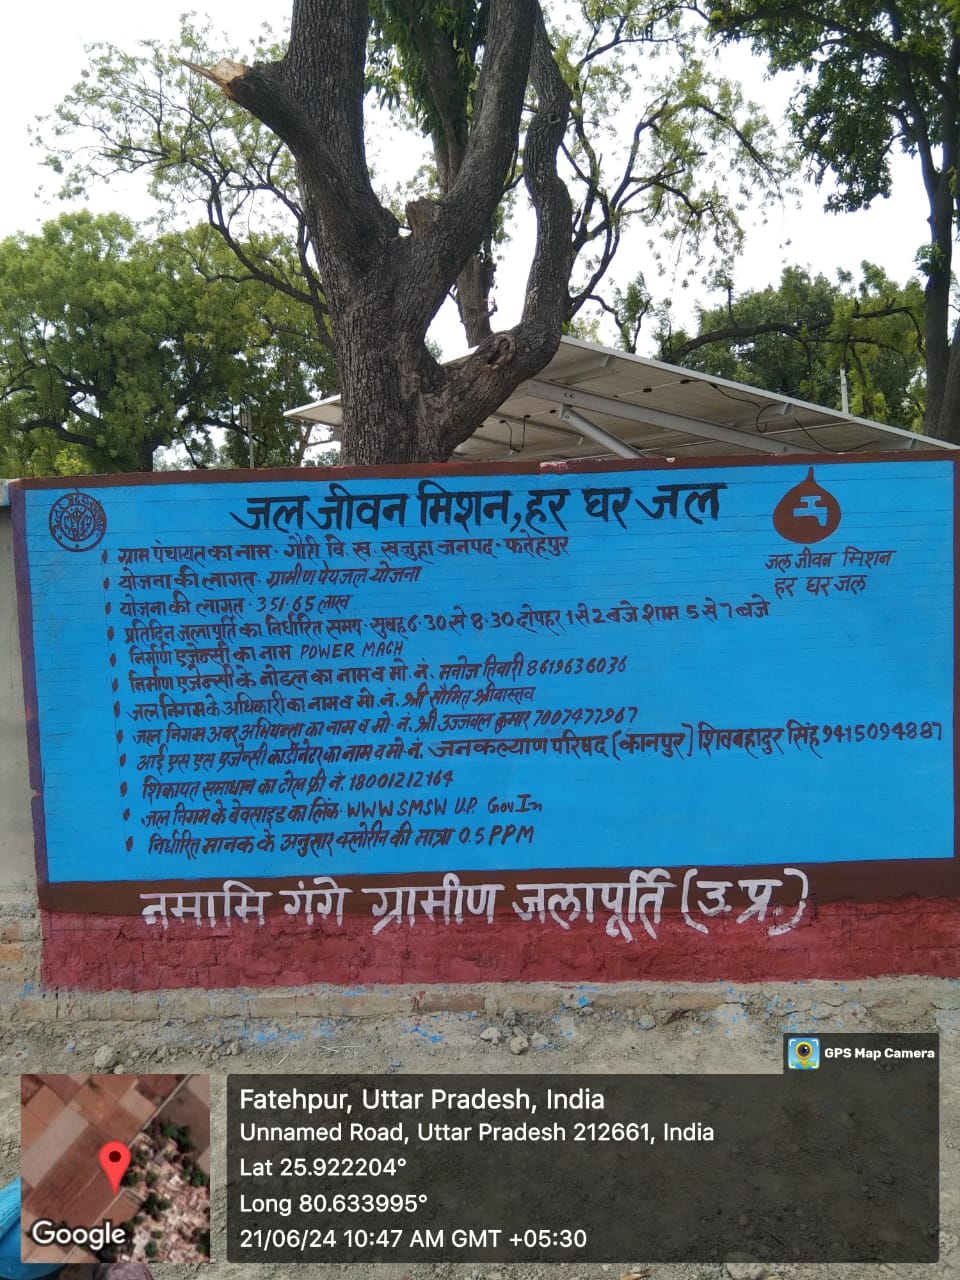 जल जीवन मिशन, हर घर जल
जल जीवन मिशन
हर घर जल
• ग्राम पंचायत का नाम - गौरी वि. ख. खजुहा जनपद - फतेहपुर
• योजना की लागत - ग्रामीण पेयजल योजना
• योजना की लागत - 351.65 लाख
• प्रतिदिन जलापूर्ति का निर्धारित समय - सुबह 6.30 से 8.30 दोपहर 1 से 2 बजे शाम 5 से 7 बजे
• निर्माण एजेन्सी का नाम POWER MACH
• निर्माण एजेन्सी के नोडल का नाम व मो. नं. मनोज तिवारी 8619636036
• जल निगम के अधिकारी का नाम व मो. नं. श्री सौमित श्रीवास्तव
• जल निगम अवर अभियन्ता का नाम व मो. नं. श्री उज्जवल कुमार 7007477967
• आई एस एस एजेन्सी कार्डीनेटर का नाम व मो नं. जनकल्याण परिषद (कानपुर) शिवबहादुर सिंह 9415094887
• शिकायत समाधान का टोल फ्री नं. 18001212164
• जल निगम के वेवसाइड का लिंक- WWW SMSW U.P. Gov In
• निर्धारित मानक के अनुसार क्लोरीन की मात्रा 0.5 PPM
नमामि गंगे ग्रामीण जलापूर्ति (उ. प्र.)
GPS Map Camera
Fatehpur, Uttar Pradesh, India
Unnamed Road, Uttar Pradesh 212661, India
Lat 25.922204°
Long 80.633995°
21/06/24 10:47 AM GMT +05:30
Google